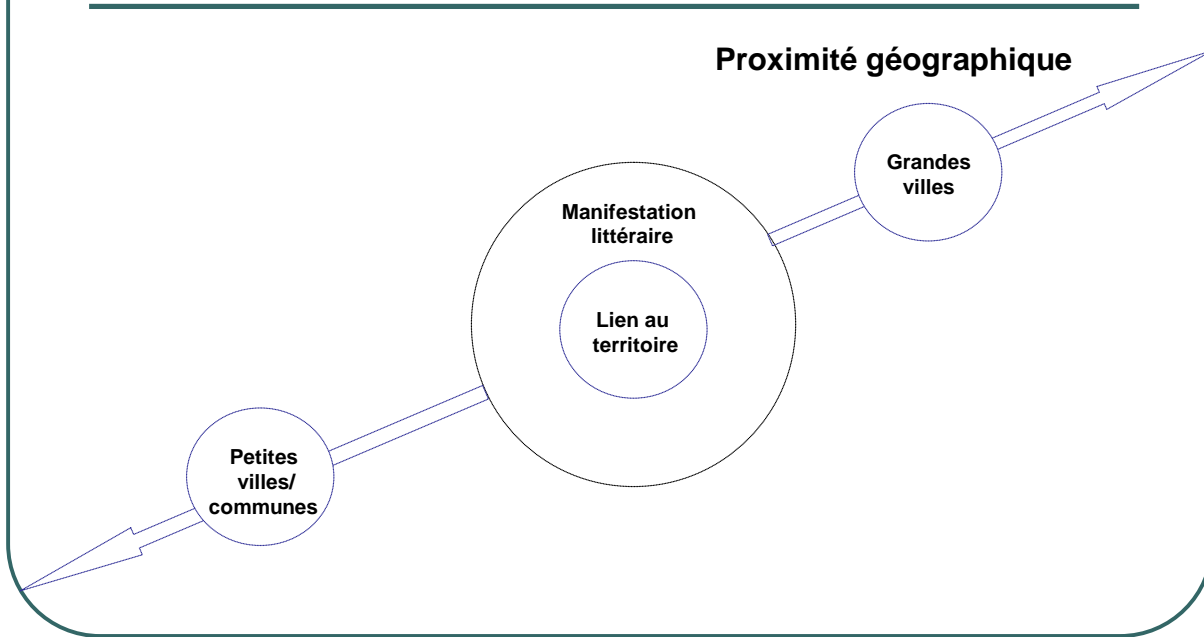 Proximité géographique
Grandes
villes
Manifestation
littéraire
Lien au
territoire
Petites
villes/
communes